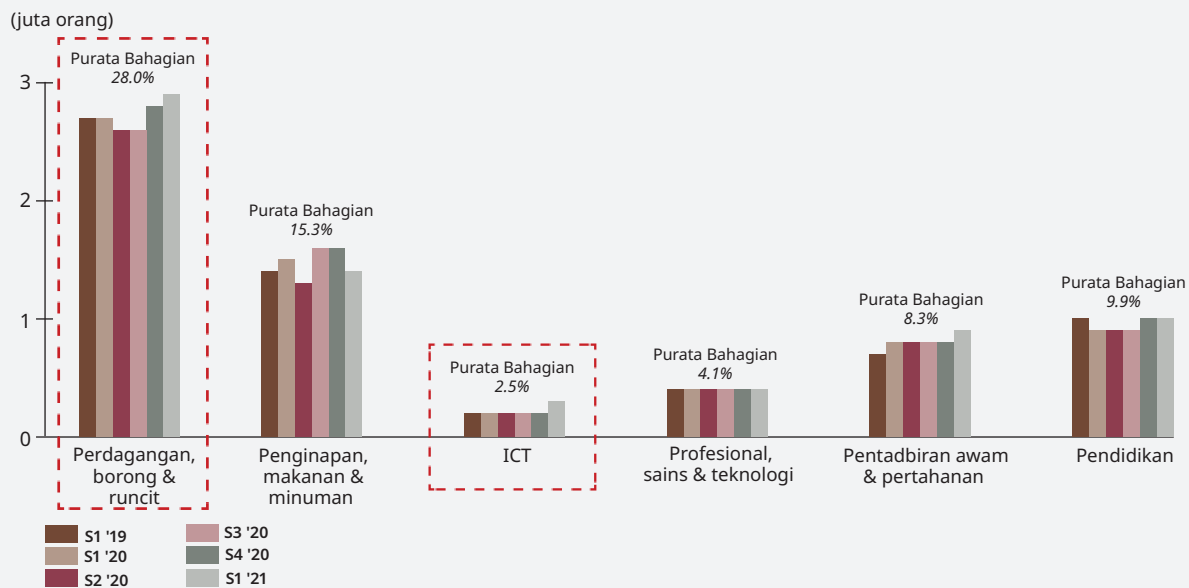 (juta orang)
3
2
1
0
Purata Bahagian
28.0%
Purata Bahagian
15.3%
Purata Bahagian
2.5%
Purata Bahagian
4.1%
Purata Bahagian
8.3%
Purata Bahagian
9.9%
Perdagangan,
borong &
runcit
Penginapan,
makanan &
minuman
ICT
Profesional,
sains & teknologi
Pentadbiran awam
& pertahanan
Pendidikan
S1 '19
S1 '20
S2 '20
S3 '20
S4 '20
S1 '21